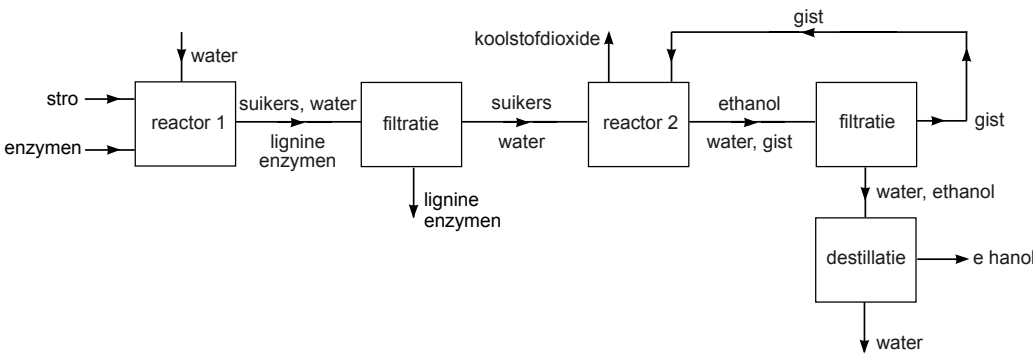 gist
koolstofdioxide
water
stro
enzymen
reactor 1
suikers, water
lignine
enzymen
filtratie
lignine
enzymen
suikers
water
reactor 2
ethanol
water, gist
filtratie
gist
water, ethanol
destillatie
e hanol
water